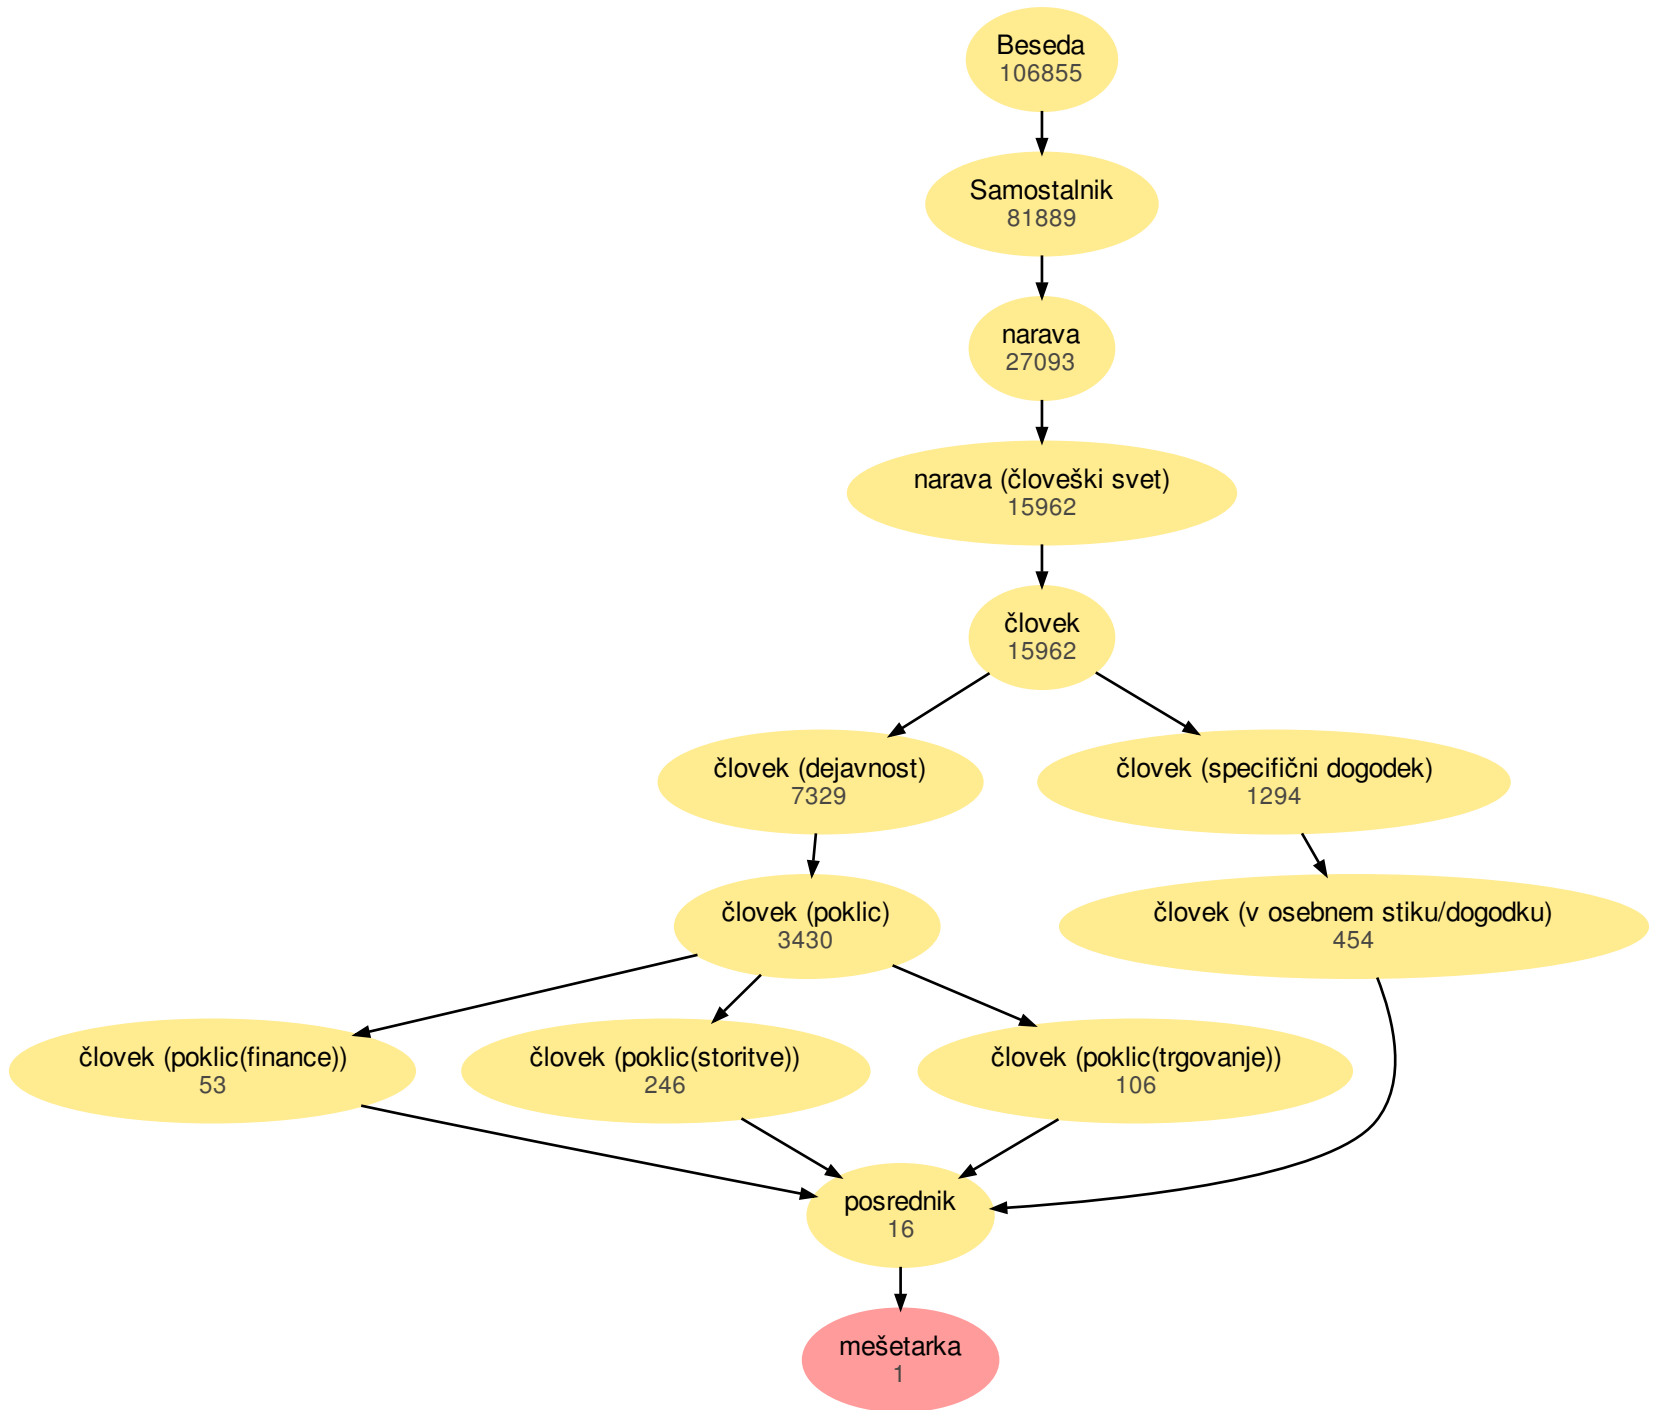 Beseda
106855
Samostalnik
81889
narava
27093
narava (človeški svet)
15962
človek
15962
človek (dejavnost)
7329
človek (specifični dogodek)
1294
človek (poklic)
3430
človek (v osebnem stiku/dogodku)
454
človek (poklic(finance))
53
človek (poklic(storitve))
246
človek (poklic(trgovanje))
106
posrednik
16
mešetarka
1